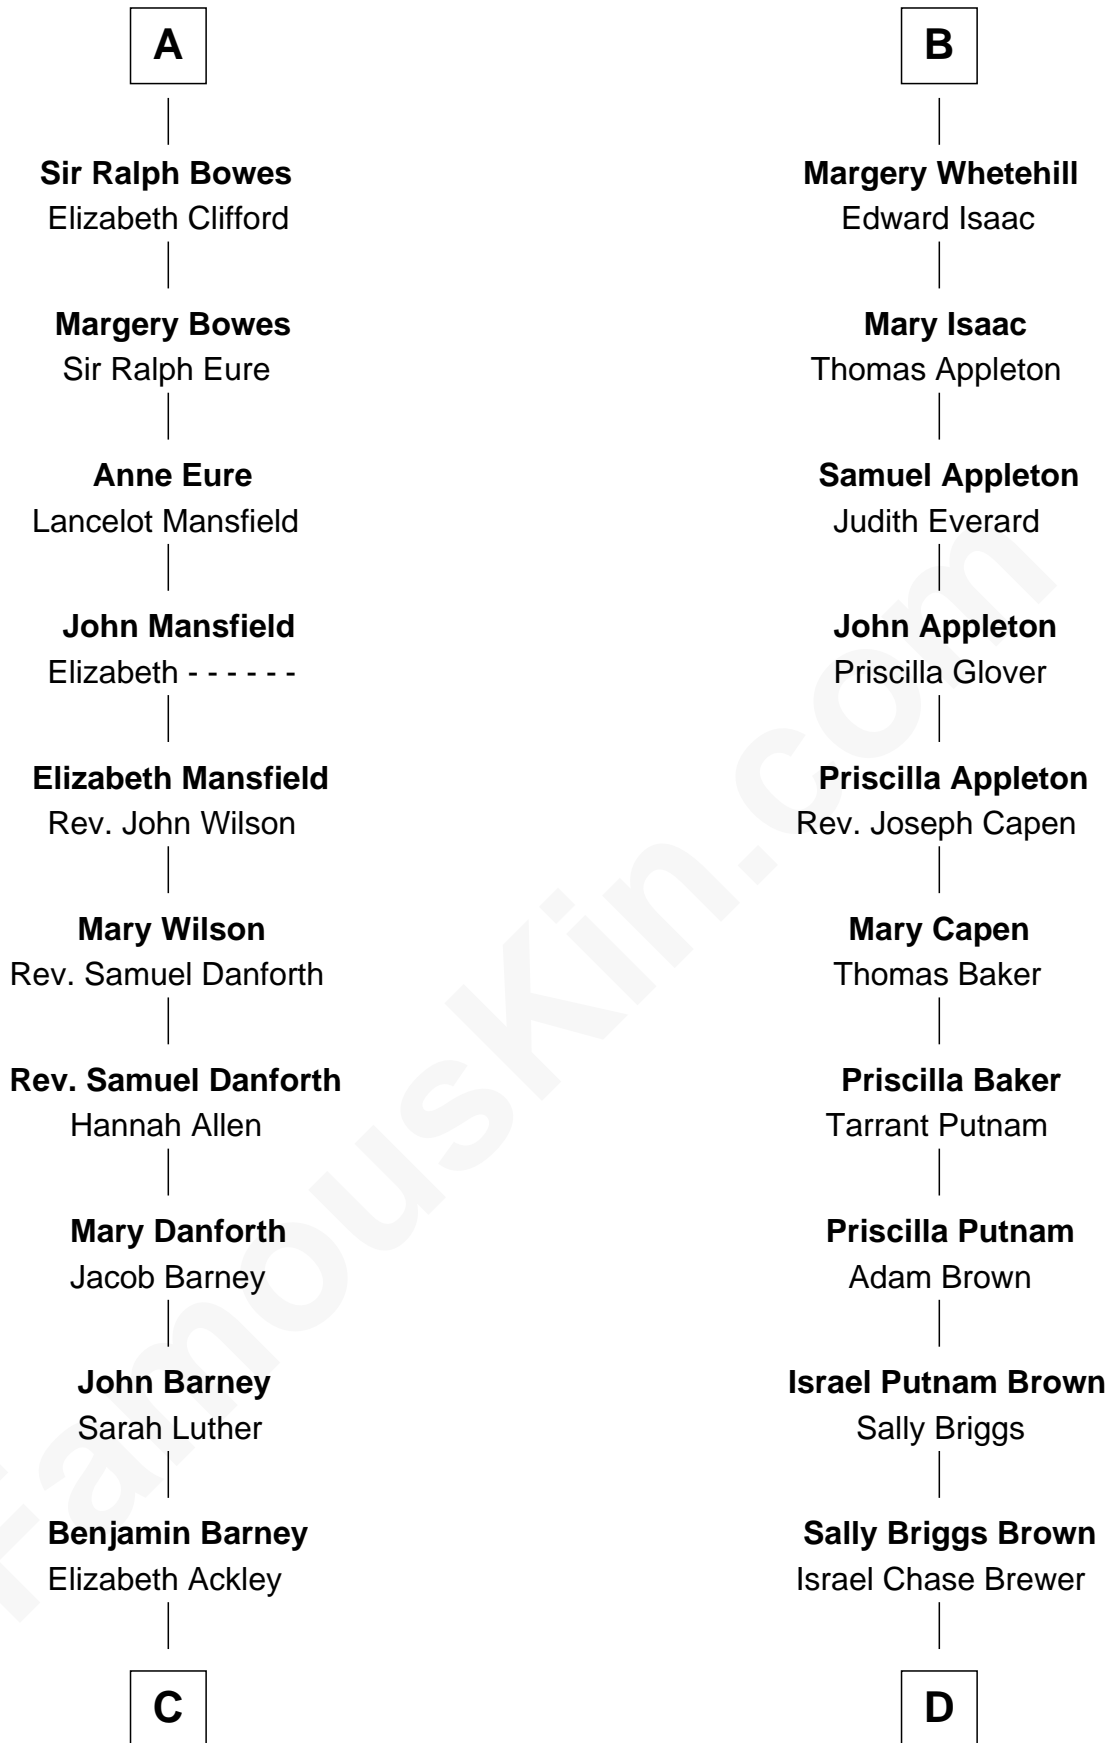 A
Sir Ralph Bowes
Elizabeth Clifford
Margery Bowes
Sir Ralph Eure
Anne Eure
Lancelot Mansfield
John Mansfield
Elizabeth - - - - - -
Elizabeth Mansfield
Rev. John Wilson
Mary Wilson
Rev. Samuel Danforth
Rev. Samuel Danforth
Hannah Allen
Mary Danforth
Jacob Barney
John Barney
Sarah Luther
Benjamin Barney
Elizabeth Ackley
C
B
Margery Whetehill
Edward Isaac
Mary Isaac
Thomas Appleton
Samuel Appleton
Judith Everard
John Appleton
Priscilla Glover
Priscilla Appleton
Rev. Joseph Capen
Mary Capen
Thomas Baker
Priscilla Baker
Tarrant Putnam
Priscilla Putnam
Adam Brown
Israel Putnam Brown
Sally Briggs
Sally Briggs Brown
Israel Chase Brewer
D
FamousKin.com